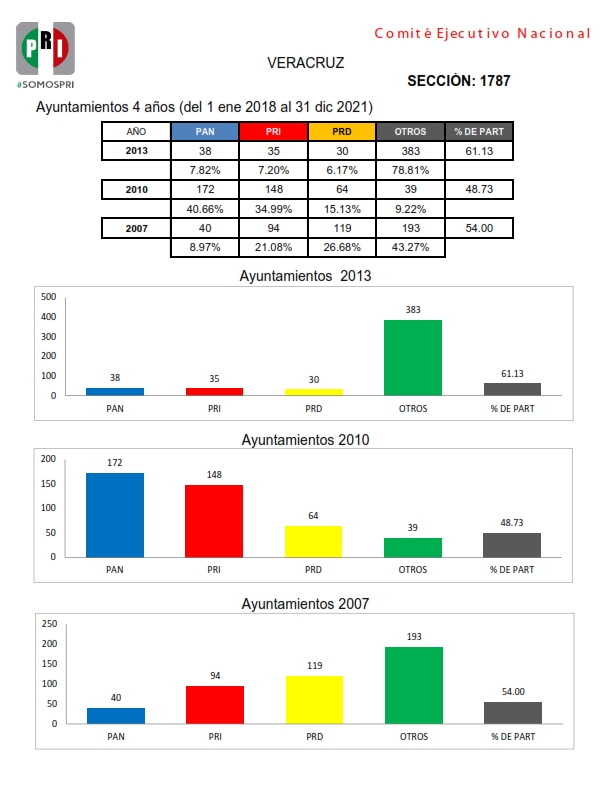 Comité Ejecutivo Nacional
PRI
#SOMOSPRI
VERACRUZ
SECCIÓN: 1787
Ayuntamientos 4 años (del 1 ene 2018 al 31 dic 2021)
AÑO PAN PRI PRD OTROS % DE PART
2013 38 35 30 383 61.13
7.82% 7.20% 6.17% 78.81%
2010 172 148 64 39 48.73
40.66% 34.99% 15.13% 9.22%
2007 40 94 119 193 54.00
8.97% 21.08% 26.68% 43.27%
Ayuntamientos 2013
500
400
300
200
100
0
38 35 30 383 61.13
PAN PRI PRD OTROS % DE PART
Ayuntamientos 2010
200
150
100
50
0
172 148 64 39 48.73
PAN PRI PRD OTROS % DE PART
Ayuntamientos 2007
250
200
150
100
50
0
40 94 119 193 54.00
PAN PRI PRD OTROS % DE PART